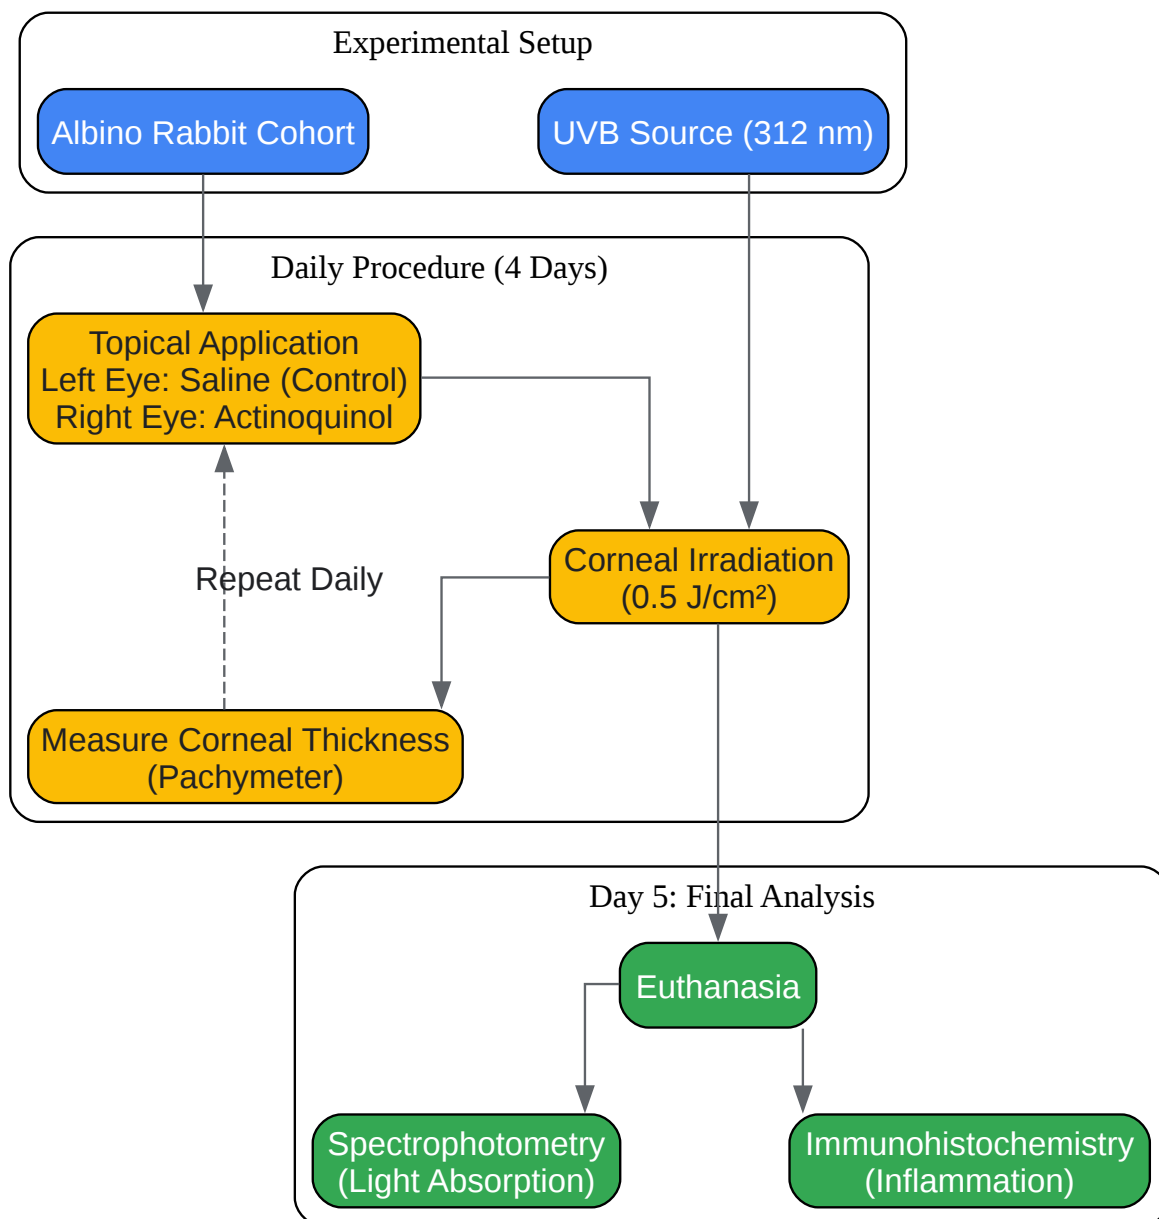 Experimental Setup
Albino Rabbit Cohort
UVB Source (312 nm)
Daily Procedure (4 Days)
Topical Application
Left Eye: Saline (Control)
Right Eye: Actinoquinol
Corneal Irradiation
(0.5 J/cm²)
Repeat Daily
Measure Corneal Thickness
(Pachymeter)
Day 5: Final Analysis
Euthanasia
Spectrophotometry
(Light Absorption)
Immunohistochemistry
(Inflammation)